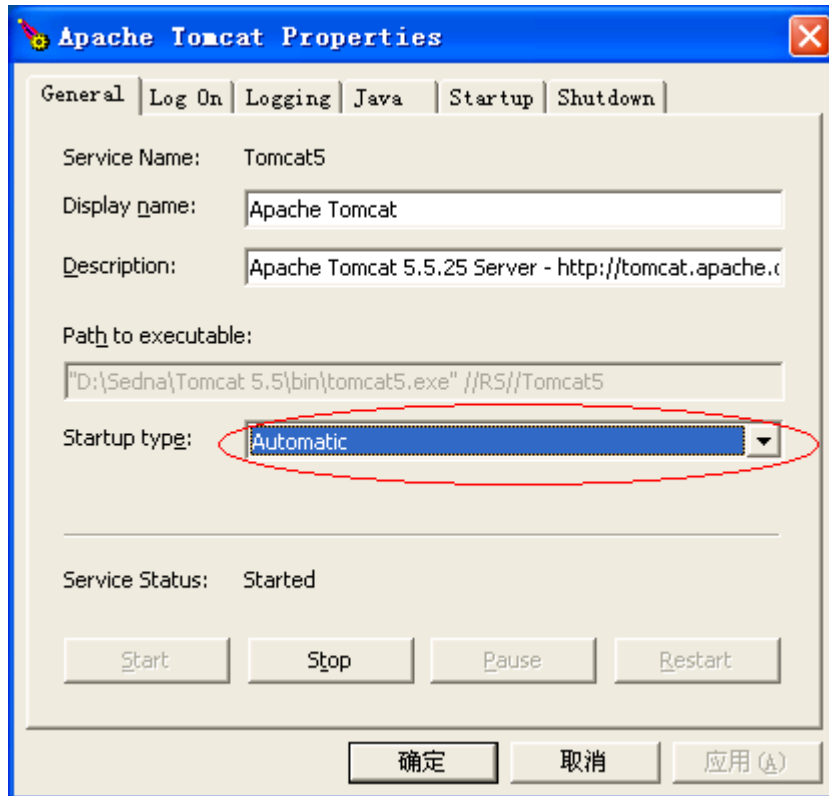 Apache Tomcat Properties
General Log On Logging Java Startup Shutdown
Service Name: Tomcat5
Display name: Apache Tomcat
Description: Apache Tomcat 5.5.25 Server - http://tomcat.apache.
Path to executable:
"D:\Sedna\Tomcat 5.5\bin\tomcat5.exe" //RS//Tomcat5
Startup type: Automatic
Service Status: Started
Start Stop Pause Restart
确定 取消 应用(A)